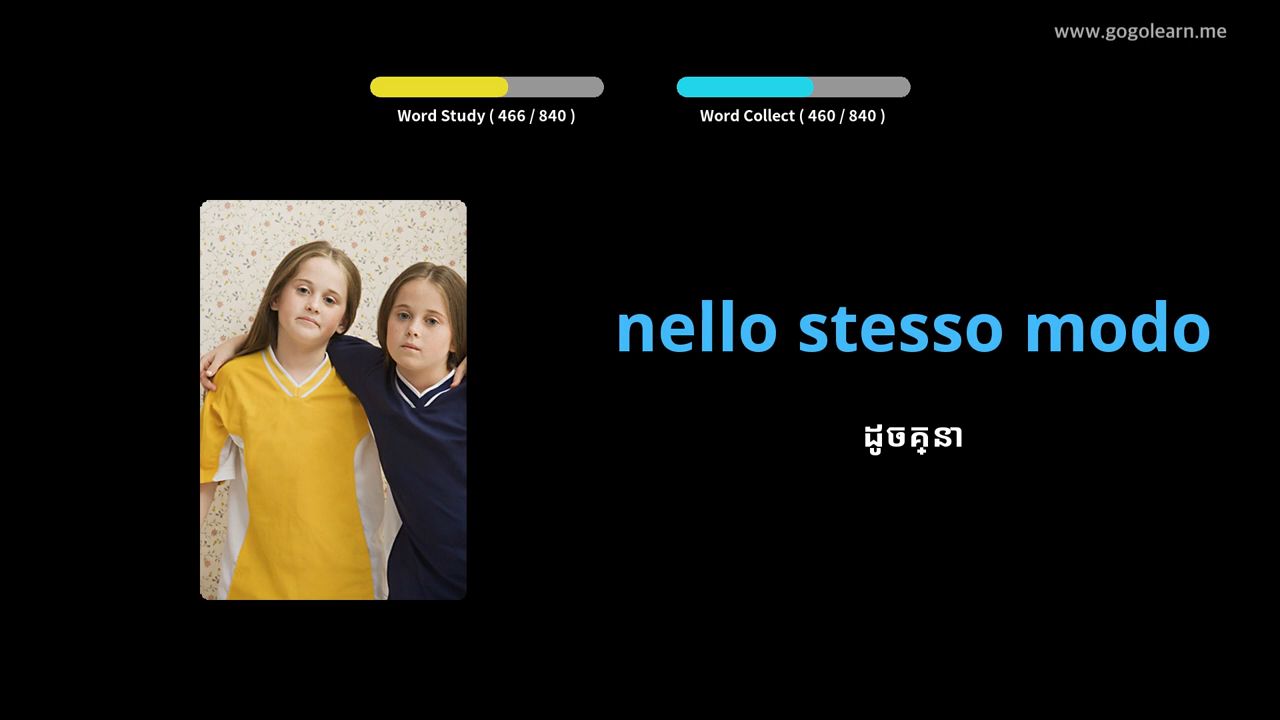 www.gogolearn.me
Word Study ( 466 / 840 )
Word Collect ( 460 / 840 )
nello stesso modo
ដូចគ្នា